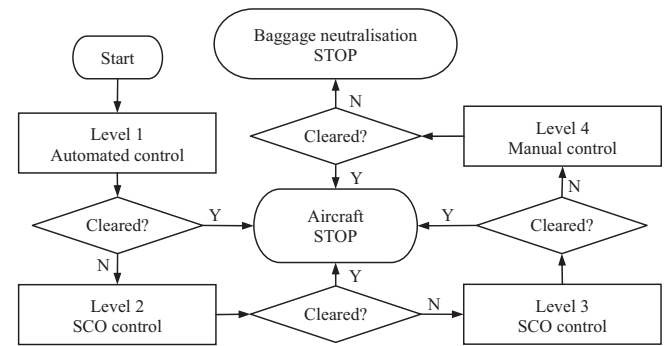 Start
Baggage neutralisation
STOP
Level 1
Automated control
N
Cleared?
Level 4
Manual control
Y
N
Cleared?
Y
Aircraft
STOP
Y
Cleared?
N
Y
Level 2
SCO control
Cleared?
N
Level 3
SCO control